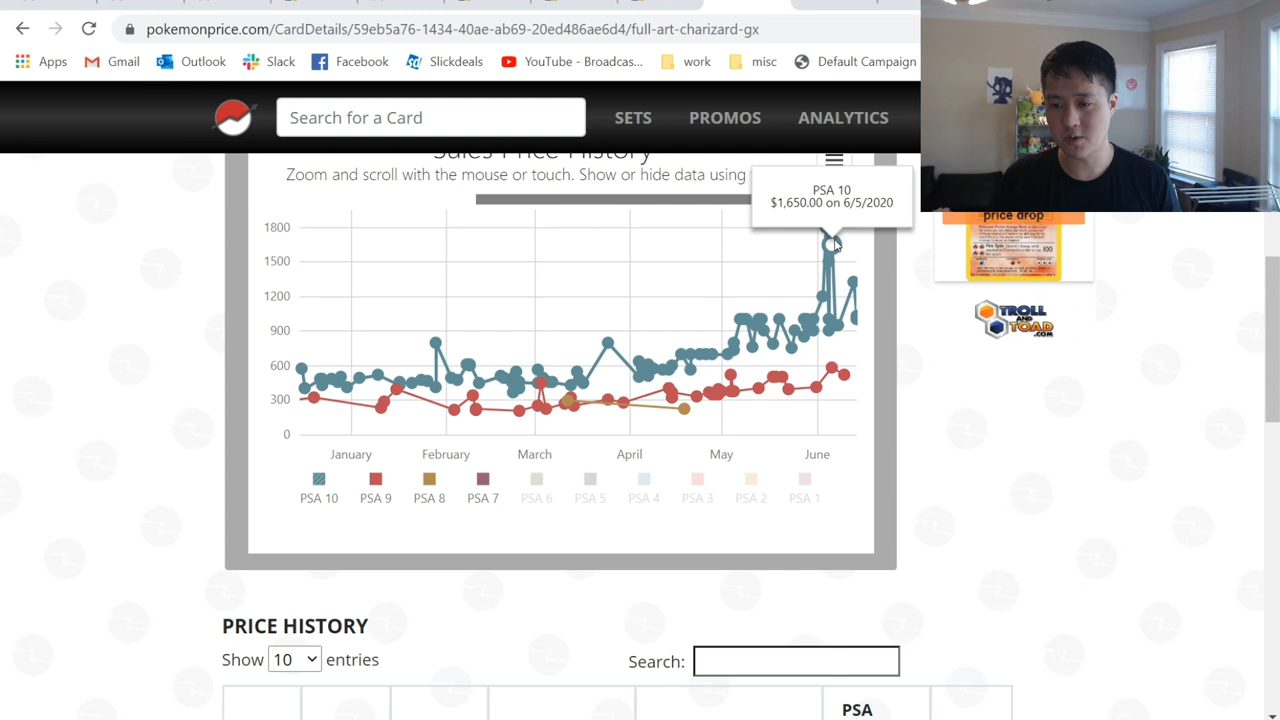 pokemonprice.com/CardDetails/59eb5a76-1434-40ae-ab69-20ed486ae6d4/full-art-charizard-gx
Apps Gmail Outlook Slack Facebook Slickdeals YouTube - Broadcas... work misc Default Campaign
Search for a Card SETS PROMOS ANALYTICS
Sales Price History
Zoom and scroll with the mouse or touch. Show or hide data using
PSA 10
$1,650.00 on 6/5/2020
price drop
100
TROLL
AND
TOAD
.COM
1800
1500
1200
900
600
300
0
January February March April May June
PSA 10 PSA 9 PSA 8 PSA 7 PSA 6 PSA 5 PSA 4 PSA 3 PSA 2 PSA 1
PRICE HISTORY
Show 10 entries Search:
PSA